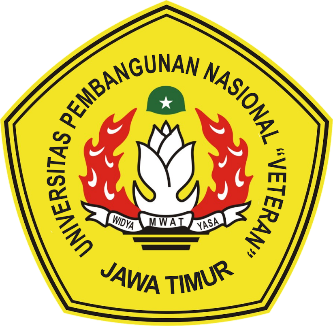 UNIVERSITAS PEMBANGUNAN NASIONAL "VETERAN"
WIDYA MWAT YASA
JAWA TIMUR